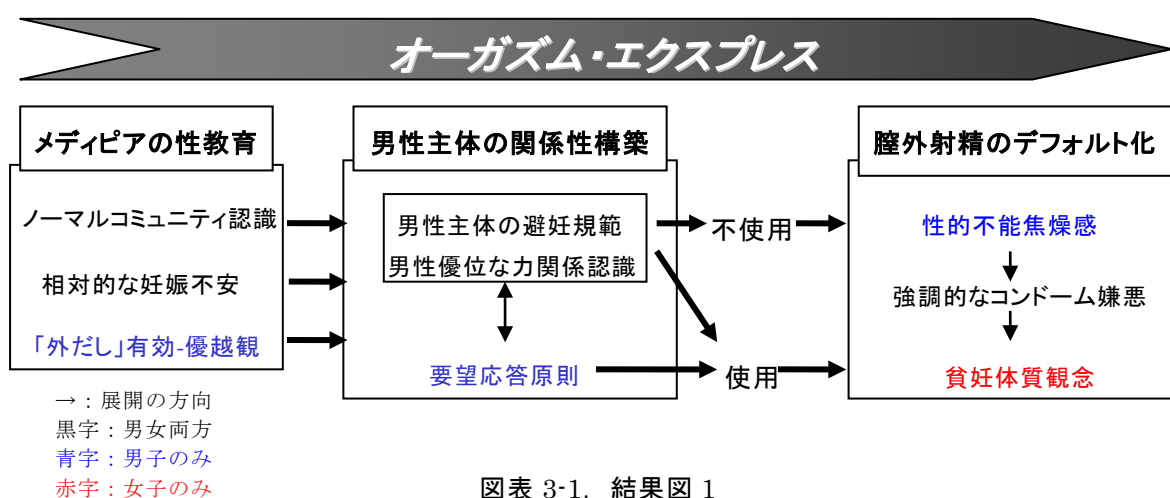 オーガズム・エクスプレス
メディピアの性教育
ノーマルコミュニティ認識
相対的な妊娠不安
「外だし」有効-優越観
男性主体の関係性構築
男性主体の避妊規範
男性優位な力関係認識
要望応答原則
不使用
使用
膣外射精のデフォルト化
性的不能焦燥感
強調的なコンドーム嫌悪
貧妊体質観念
→：展開の方向
黒字：男女両方
青字：男子のみ
赤字：女子のみ
図表 3-1. 結果図 1